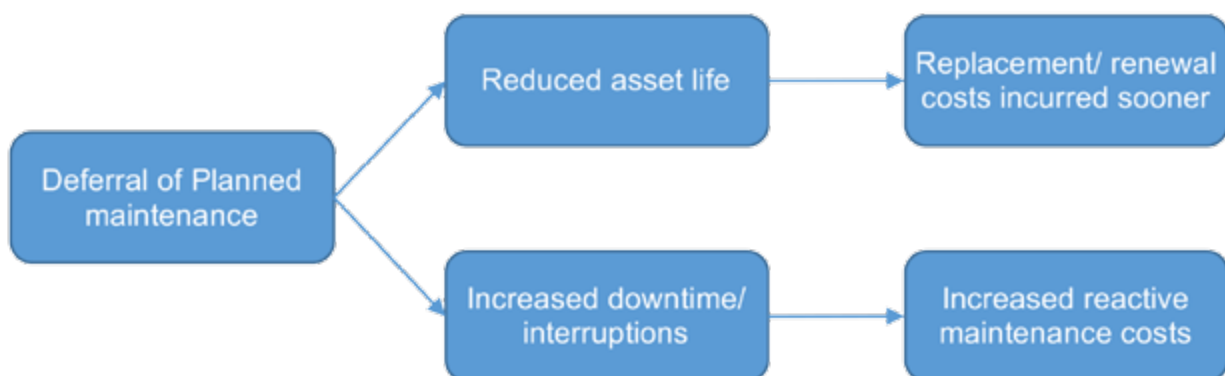 Deferral of Planned
maintenance
Reduced asset life
Replacement/ renewal
costs incurred sooner
Increased downtime/
interruptions
Increased reactive
maintenance costs